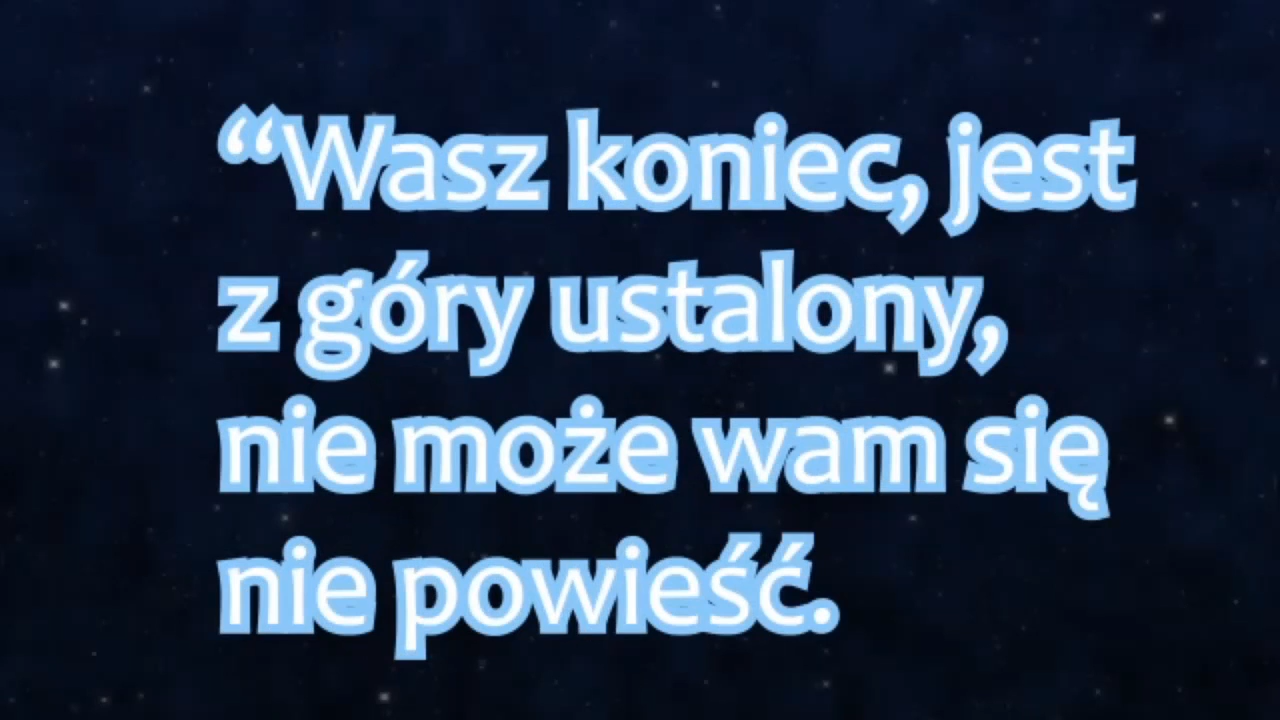 “Wasz koniec, jest
z góry ustalony,
nie może wam się
nie powieść.